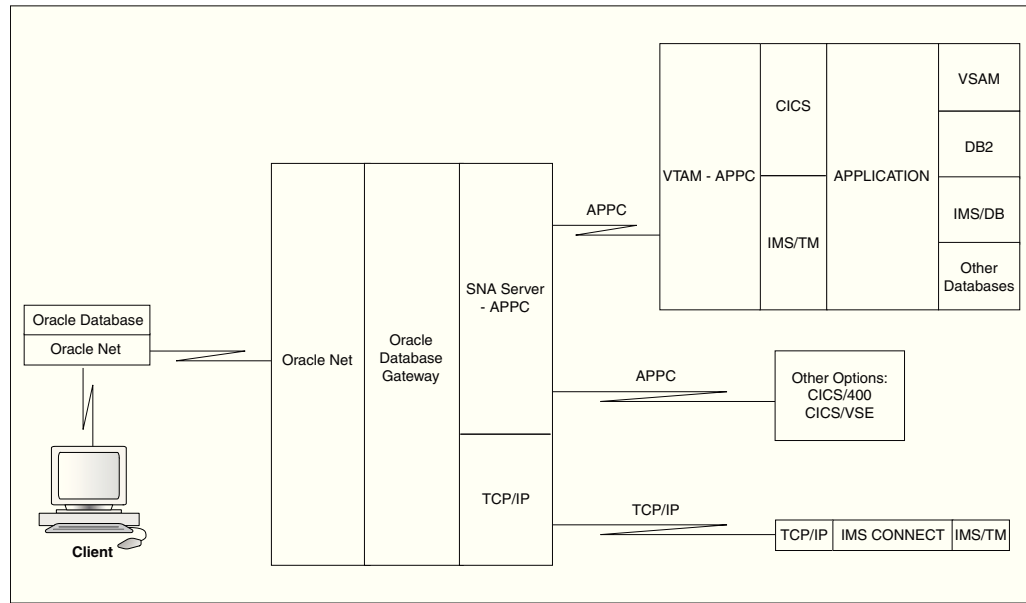 Oracle Database
Oracle Net
Client
Oracle Net
Oracle
Database
Gateway
SNA Server
- APPC
TCP/IP
APPC
VTAM - APPC
CICS
IMS/TM
APPLICATION
VSAM
DB2
IMS/DB
Other
Databases
APPC
Other Options:
CICS/400
CICS/VSE
TCP/IP
TCP/IP
IMS CONNECT
IMS/TM